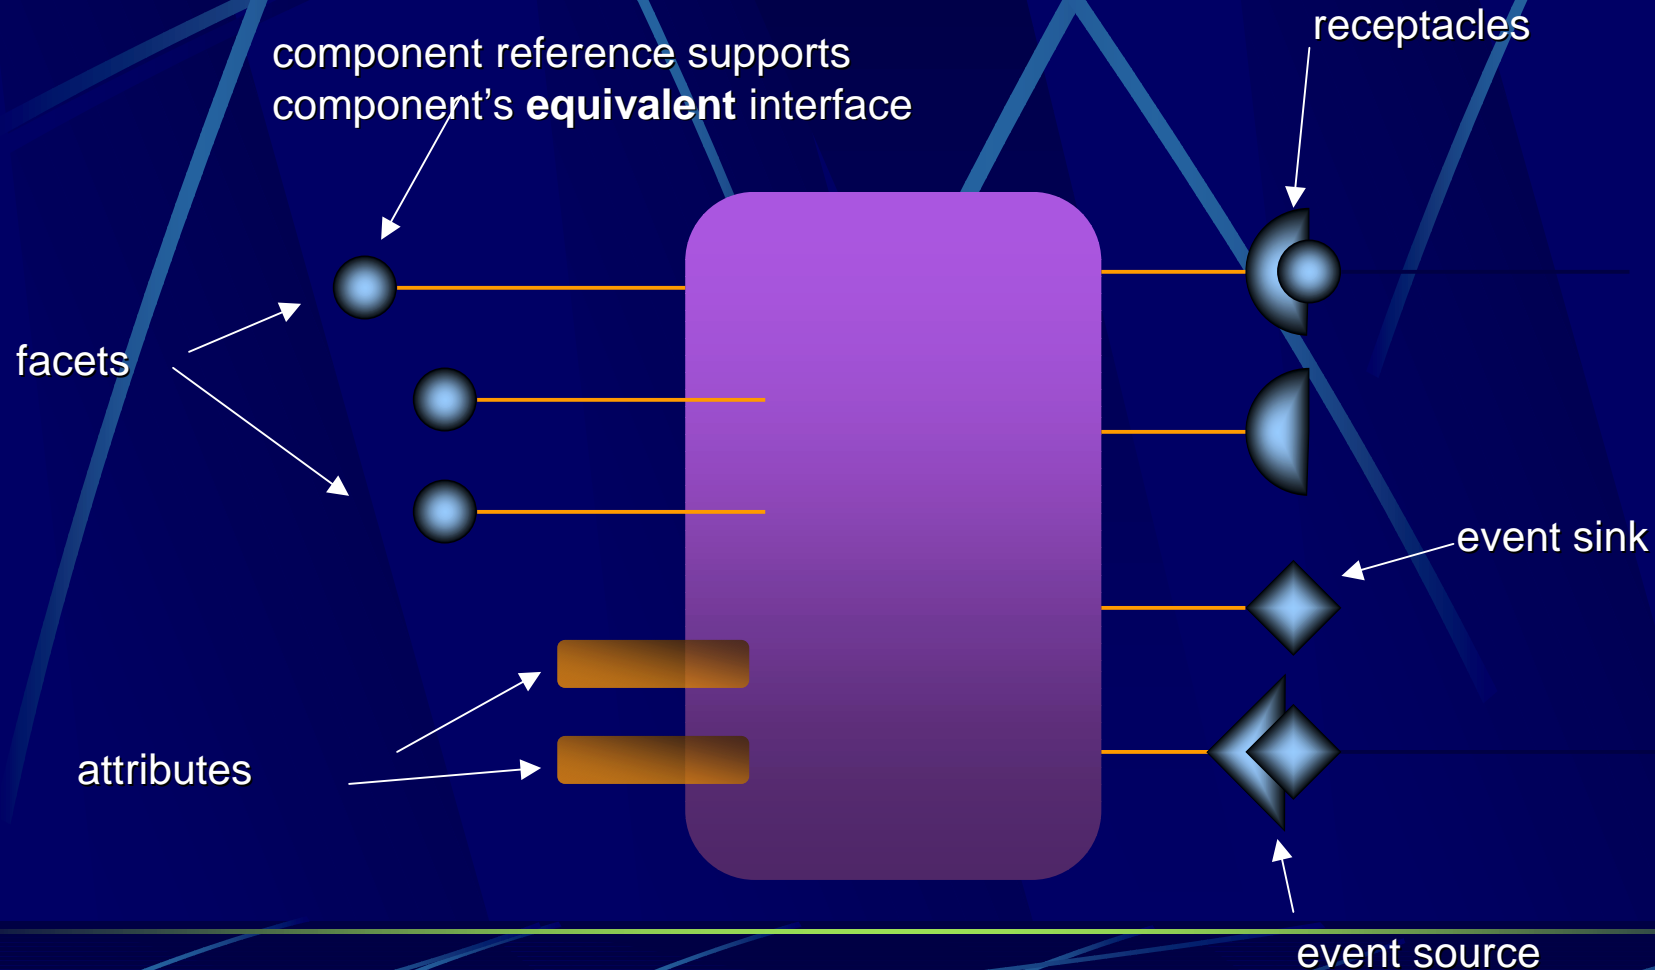 receptacles
component reference supports
component's equivalent interface
facets
event sink
attributes
event source